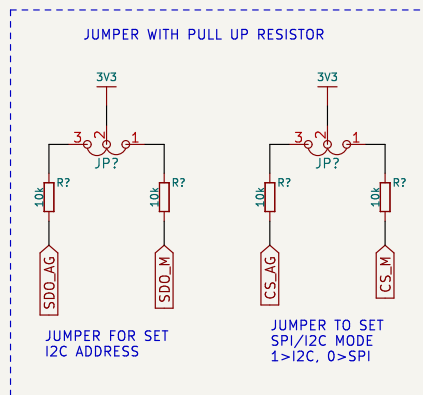 JUMPER WITH PULL UP RESISTOR
3V3
3 2 1
JP?
10k R?
10k R?
SDO_AG
SDO_M
JUMPER FOR SET
I2C ADDRESS
3V3
3 2 1
JP?
10k R?
10k R?
CS_AG
CS_M
JUMPER TO SET
SPI/I2C MODE
1>I2C, 0>SPI